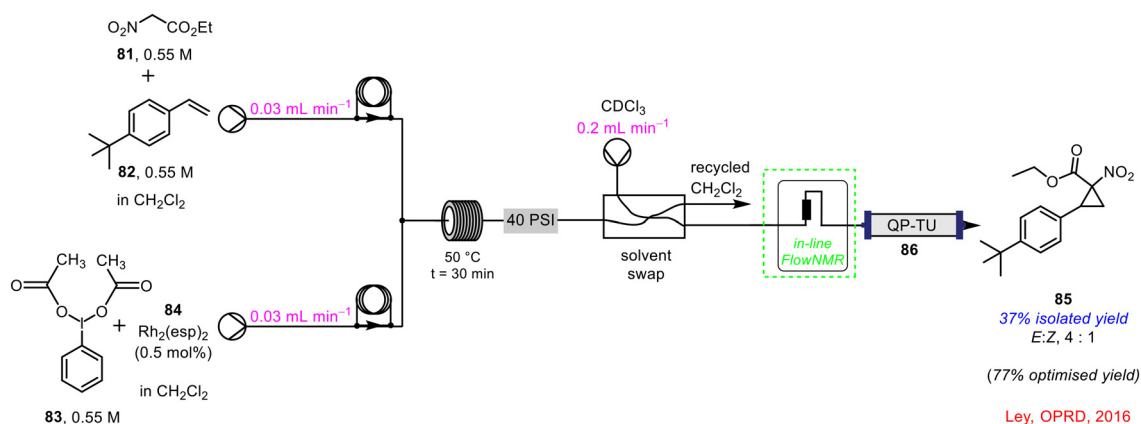 O₂N CO₂Et
81, 0.55 M
+
82, 0.55 M
in CH₂Cl₂
0.03 mL min⁻¹
CH₃ CH₃
O O
O O
I
83, 0.55 M
+
84
Rh₂(esp)₂
(0.5 mol%)
in CH₂Cl₂
0.03 mL min⁻¹
50 °C
t = 30 min
40 PSI
CDCl₃
0.2 mL min⁻¹
solvent
swap
recycled
CH₂Cl₂
in-line
FlowNMR
QP-TU
86
O
O NO₂
85
37% isolated yield
E:Z, 4 : 1
(77% optimised yield)
Ley, OPRD, 2016